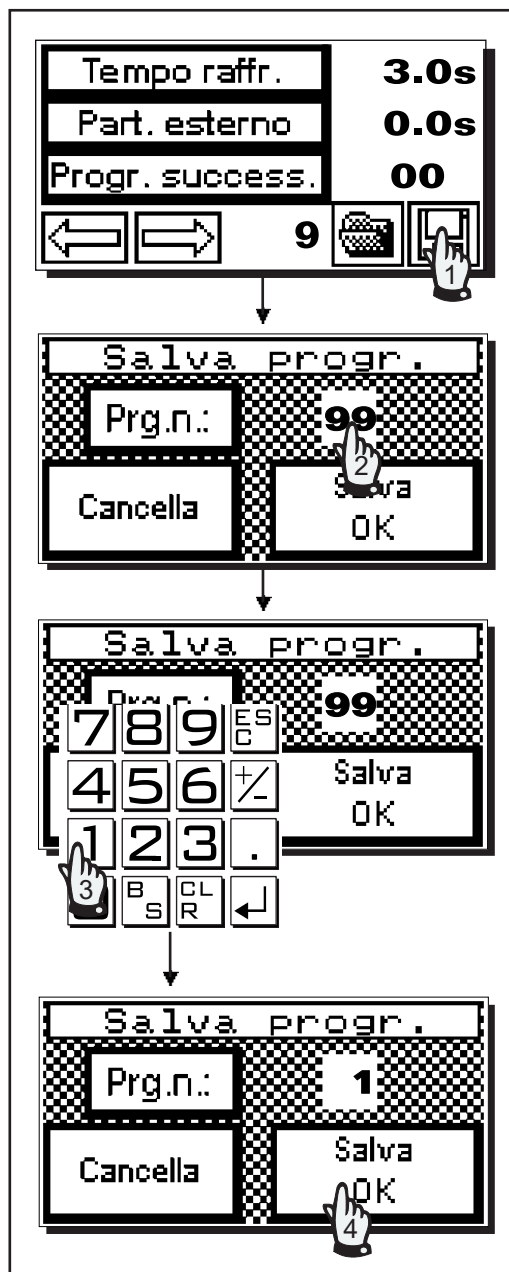 Tempo raffr. 3.0s
Part. esterno 0.0s
Progr. success. 00
9
1
Salva progr.
Prg.n.: 99
2
Cancella
Salva
OK
Salva progr.
Prg.n.: 99
7 8 9 ESC
4 5 6 +/-
1 2 3 .
BS CLR ↵
3
Salva
OK
Salva progr.
Prg.n.: 1
Cancella
Salva
OK
4